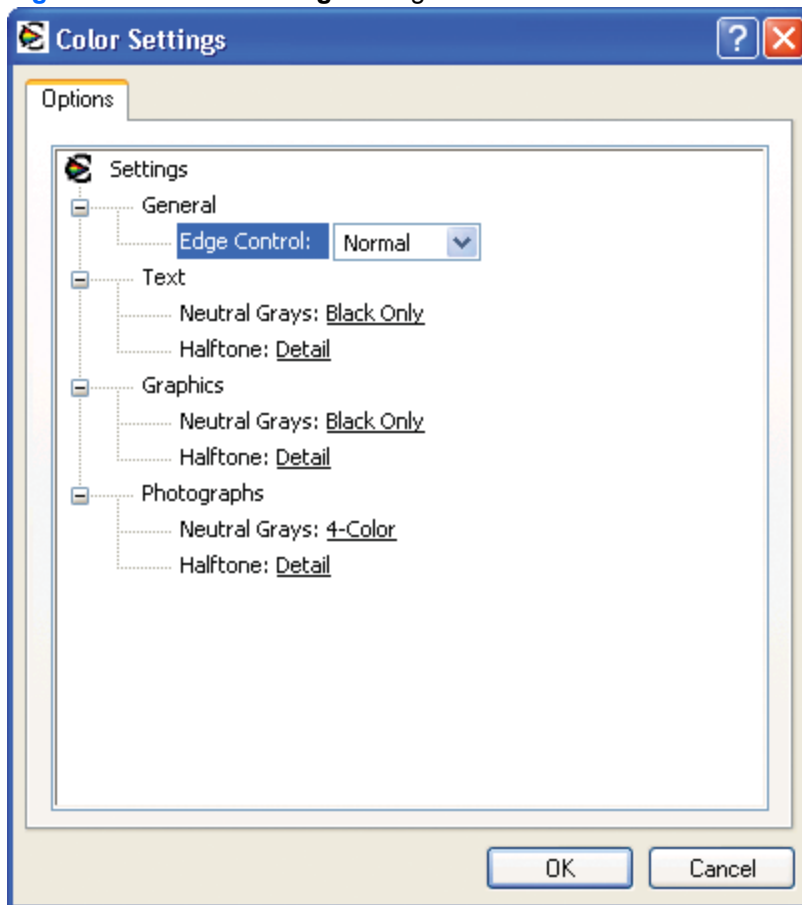 Color Settings
Options
Settings
General
Edge Control: Normal
Text
Neutral Grays: Black Only
Halftone: Detail
Graphics
Neutral Grays: Black Only
Halftone: Detail
Photographs
Neutral Grays: 4-Color
Halftone: Detail
OK Cancel